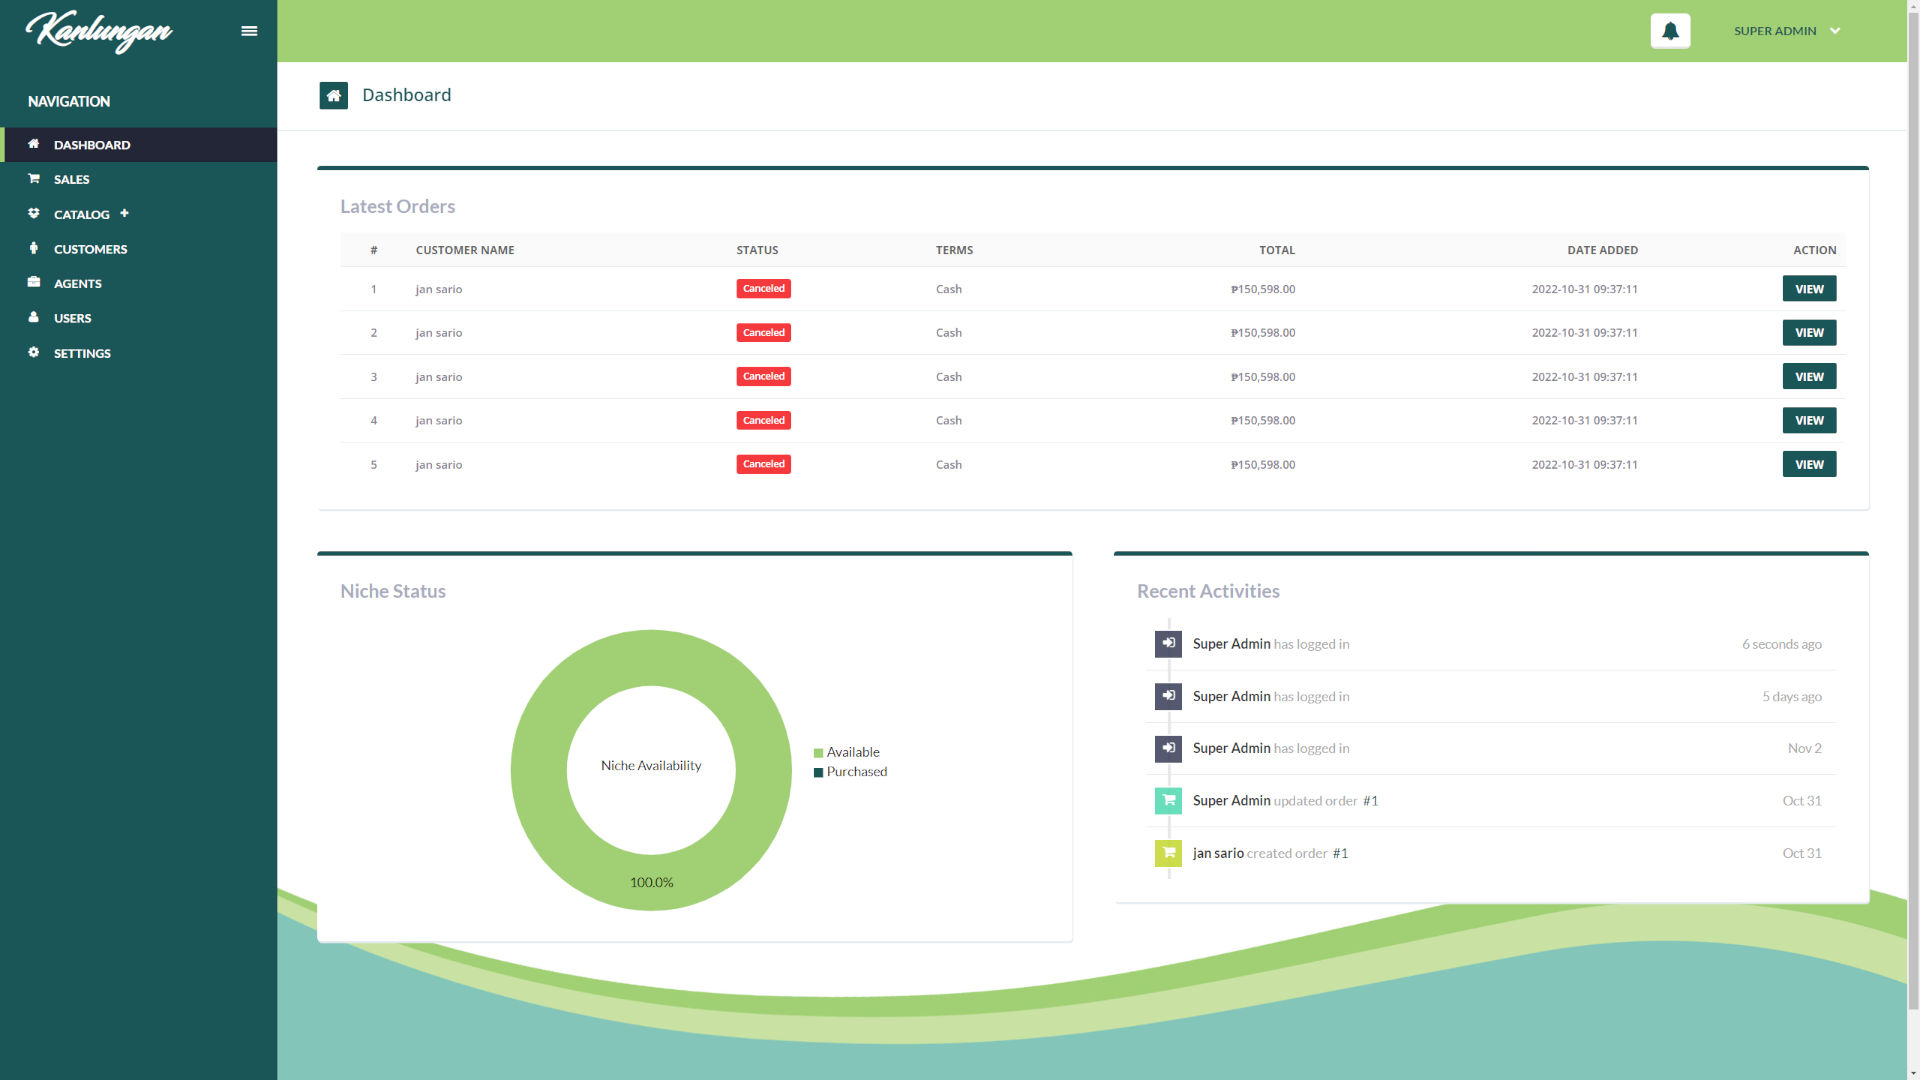 Kanlungan
SUPER ADMIN
NAVIGATION
DASHBOARD
SALES
CATALOG +
CUSTOMERS
AGENTS
USERS
SETTINGS
Dashboard
Latest Orders
# CUSTOMER NAME STATUS TERMS TOTAL DATE ADDED ACTION
1 jan sario Canceled Cash ₱150,598.00 2022-10-31 09:37:11 VIEW
2 jan sario Canceled Cash ₱150,598.00 2022-10-31 09:37:11 VIEW
3 jan sario Canceled Cash ₱150,598.00 2022-10-31 09:37:11 VIEW
4 jan sario Canceled Cash ₱150,598.00 2022-10-31 09:37:11 VIEW
5 jan sario Canceled Cash ₱150,598.00 2022-10-31 09:37:11 VIEW
Niche Status
Niche Availability
100.0%
Available
Purchased
Recent Activities
Super Admin has logged in 6 seconds ago
Super Admin has logged in 5 days ago
Super Admin has logged in Nov 2
Super Admin updated order #1 Oct 31
jan sario created order #1 Oct 31